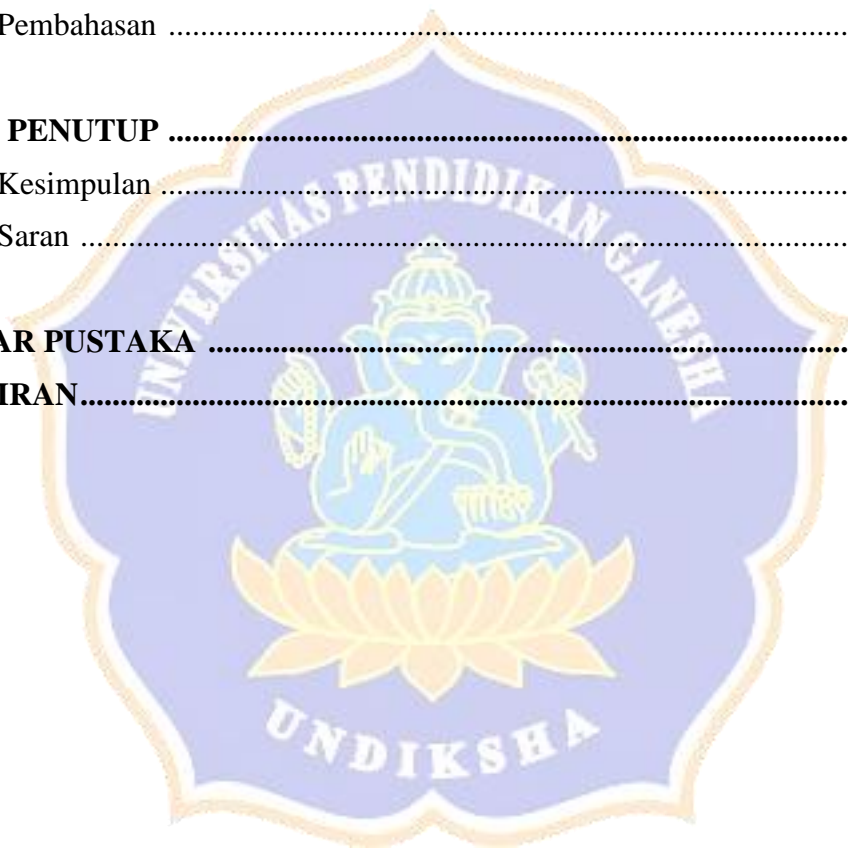 Pembahasan ....................................................................................
PENUTUP ....................................................................................
Kesimpulan ....................................................................................
Saran ....................................................................................
AR PUSTAKA ....................................................................................
IRAN....................................................................................
UNIVERSITAS PENDIDIKAN GANESHA
UNDIKSHA